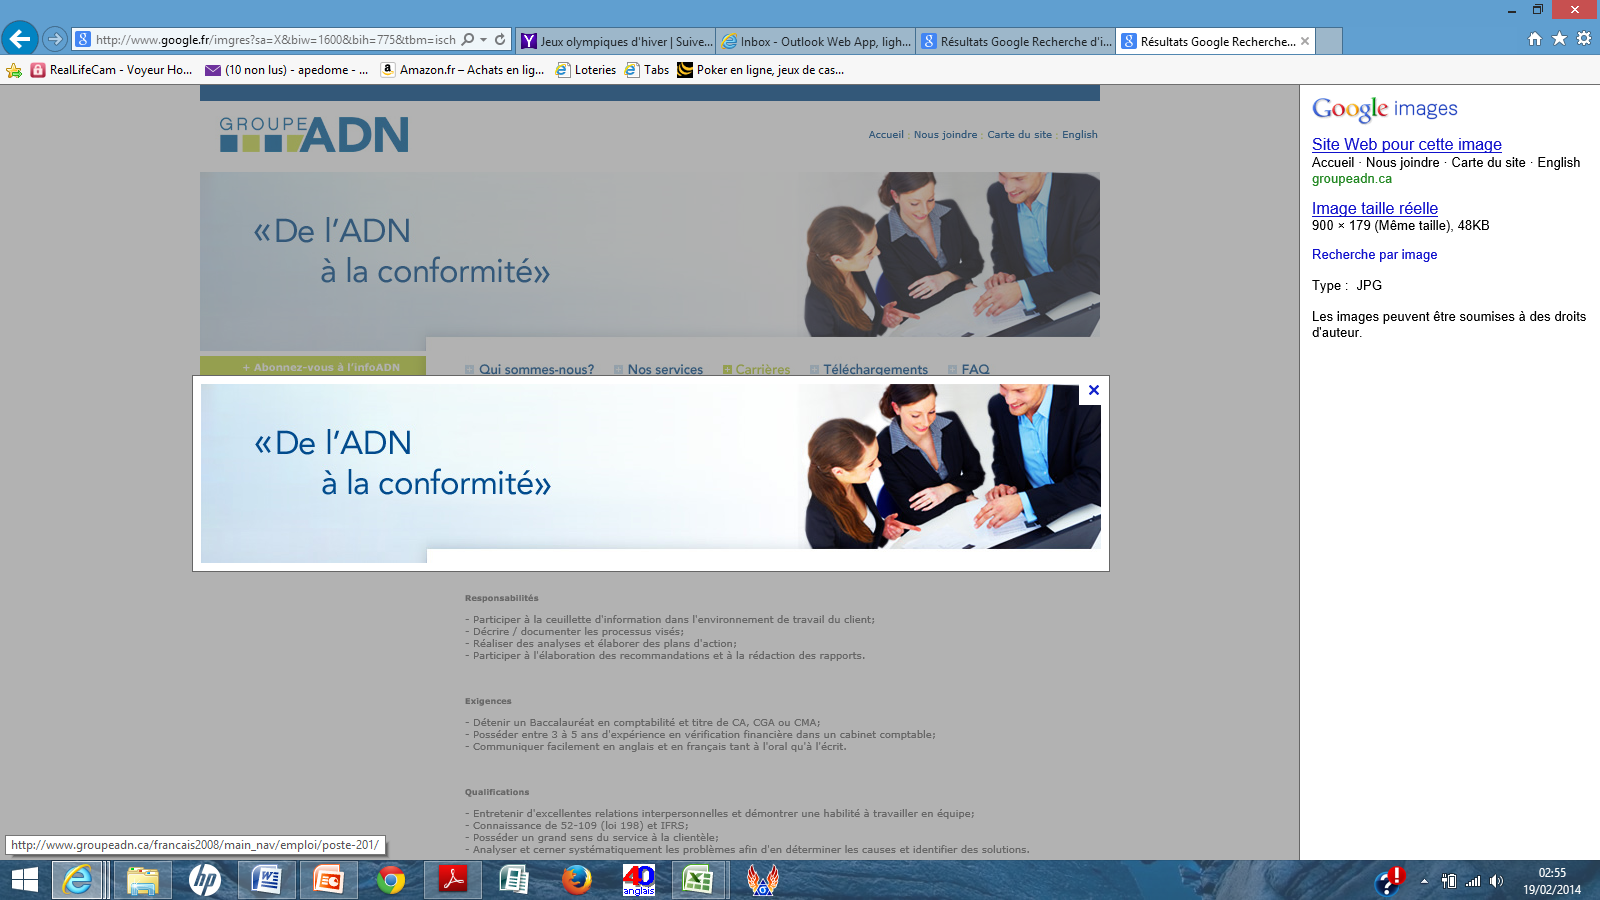 http://www.google.fr/imgres?sa=X&biw=1600&bih=775&tbm=isch
Jeux olympiques d'hiver | Suive...
Inbox - Outlook Web App, ligh...
Résultats Google Recherche d'i...
Résultats Google Recherche...
RealLifeCam - Voyeur Ho...
(10 non lus) - apedome - ...
Amazon.fr – Achats en lig...
Loteries
Tabs
Poker en ligne, jeux de cas...
GROUPE ADN
Accueil : Nous joindre : Carte du site : English
«De l'ADN
à la conformité»
+ Abonnez-vous à l'infoADN
Qui sommes-nous? Nos services Carrières Téléchargements FAQ
«De l'ADN
à la conformité»
Responsabilités
- Participer à la ceuillette d'information dans l'environnement de travail du client;
- Décrire / documenter les processus visés;
- Réaliser des analyses et élaborer des plans d'action;
- Participer à l'élaboration des recommandations et à la rédaction des rapports.
Exigences
- Détenir un Baccalauréat en comptabilité et titre de CA, CGA ou CMA;
- Posséder entre 3 à 5 ans d'expérience en vérification financière dans un cabinet comptable;
- Communiquer facilement en anglais et en français tant à l'oral qu'à l'écrit.
Qualifications
- Entretenir d'excellentes relations interpersonnelles et démontrer une habilité à travailler en équipe;
- Connaissance de 52-109 (loi 198) et IFRS;
- Posséder un grand sens du service à la clientèle;
- Analyser et cerner systématiquement les problèmes afin d'en déterminer les causes et identifier des solutions.
Google images
Site Web pour cette image
Accueil · Nous joindre · Carte du site · English
groupeadn.ca
Image taille réelle
900 × 179 (Même taille), 48KB
Recherche par image
Type : JPG
Les images peuvent être soumises à des droits
d'auteur.
http://www.groupeadn.ca/francais2008/main_nav/emploi/poste-201/
hp
40
anglais
02:55
19/02/2014